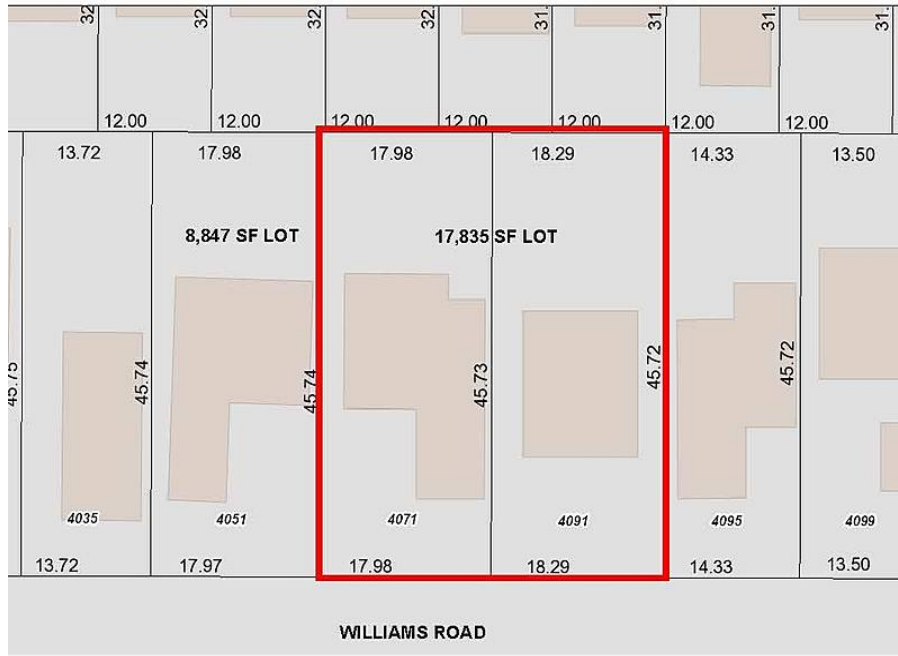 32. 32. 32. 32. 31. 31. 31. 31.
12.00 12.00 12.00 12.00 12.00 12.00 12.00
13.72 17.98 17.98 18.29 14.33 13.50
8,847 SF LOT 17,835 SF LOT
45.75 45.74 45.74 45.73 45.72 45.72
4035 4051 4071 4091 4095 4099
13.72 17.97 17.98 18.29 14.33 13.50
WILLIAMS ROAD